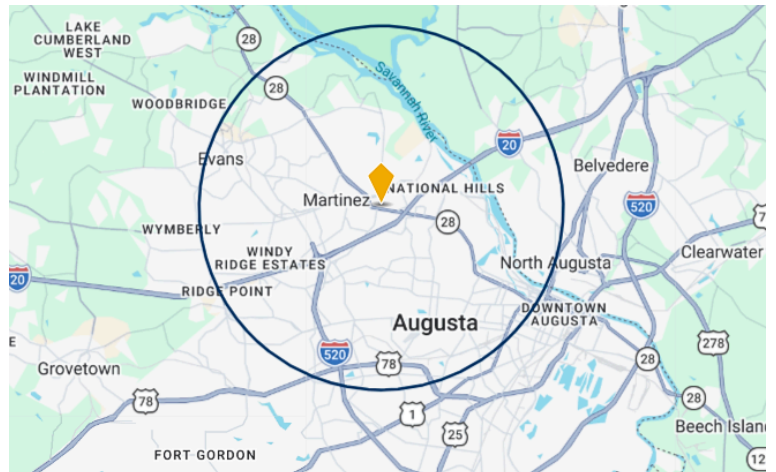 LAKE
CUMBERLAND
WEST
28
WINDMILL
PLANTATION
WOODBRIDGE
28
Savannah River
20
Evans
Belvedere
Martinez
NATIONAL HILLS
520
WYMBERLY
28
WINDY
RIDGE ESTATES
Clearwater
North Augusta
20
RIDGE POINT
DOWNTOWN
AUGUSTA
Augusta
E
520
78
278
28
Grovetown
78
28
1
25
Beech Island
FORT GORDON
12